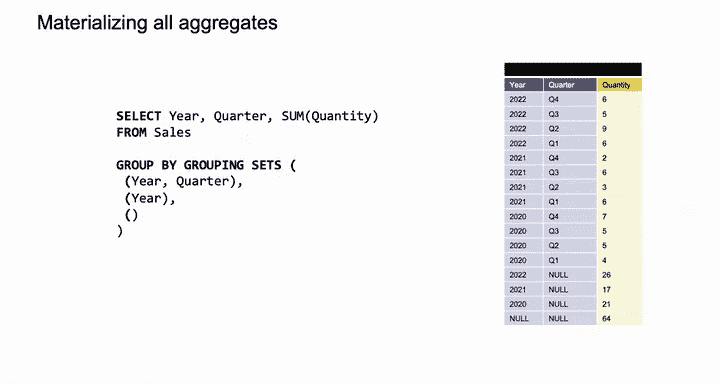 Materializing all aggregates
SELECT Year, Quarter, SUM(Quantity)
FROM Sales
GROUP BY GROUPING SETS (
(Year, Quarter),
(Year),
()
)
Year Quarter Quantity
2022 Q4 6
2022 Q3 5
2022 Q2 9
2022 Q1 6
2021 Q4 2
2021 Q3 6
2021 Q2 3
2021 Q1 6
2020 Q4 7
2020 Q3 5
2020 Q2 5
2020 Q1 4
2022 NULL 26
2021 NULL 17
2020 NULL 21
NULL NULL 64